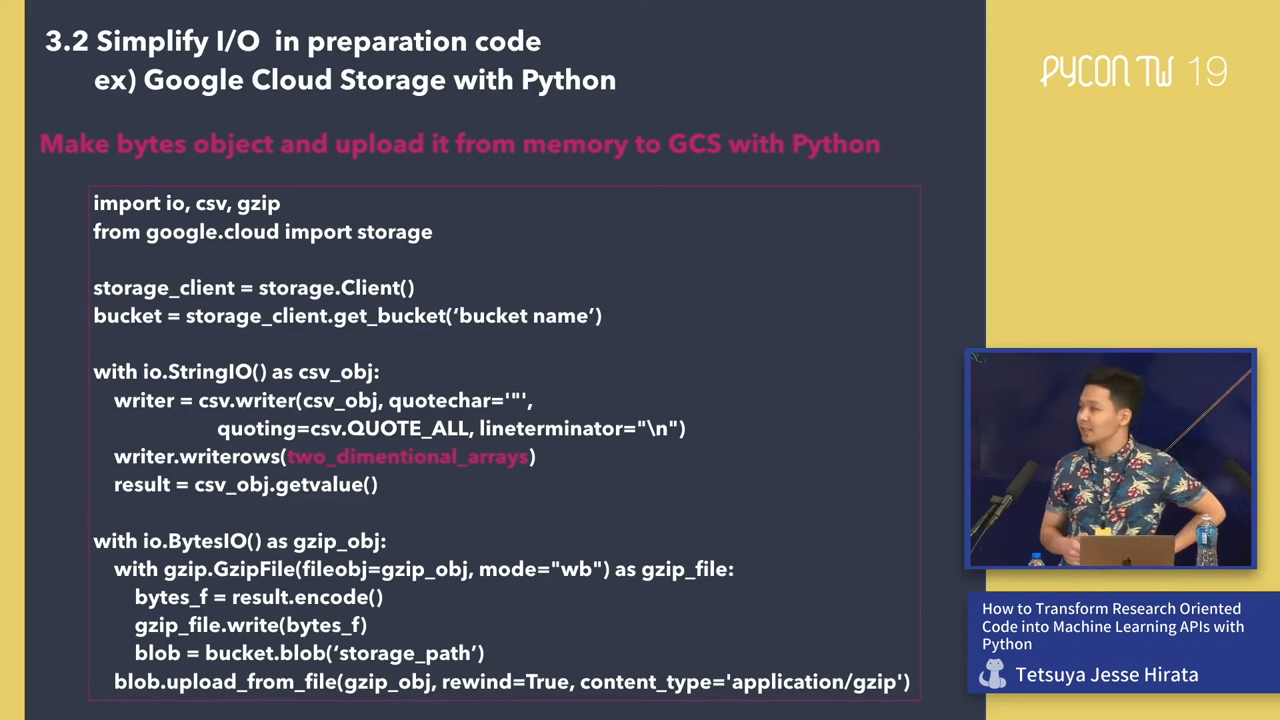 3.2 Simplify I/O in preparation code
ex) Google Cloud Storage with Python
PYCON TW 19
Make bytes object and upload it from memory to GCS with Python
import io, csv, gzip
from google.cloud import storage
storage_client = storage.Client()
bucket = storage_client.get_bucket(‘bucket name’)
with io.StringIO() as csv_obj:
writer = csv.writer(csv_obj, quotechar='"',
quoting=csv.QUOTE_ALL, lineterminator="\n")
writer.writerows(two_dimentional_arrays)
result = csv_obj.getvalue()
with io.BytesIO() as gzip_obj:
with gzip.GzipFile(fileobj=gzip_obj, mode="wb") as gzip_file:
bytes_f = result.encode()
gzip_file.write(bytes_f)
blob = bucket.blob(’storage_path’)
blob.upload_from_file(gzip_obj, rewind=True, content_type='application/gzip')
How to Transform Research Oriented
Code into Machine Learning APIs with
Python
Tetsuya Jesse Hirata